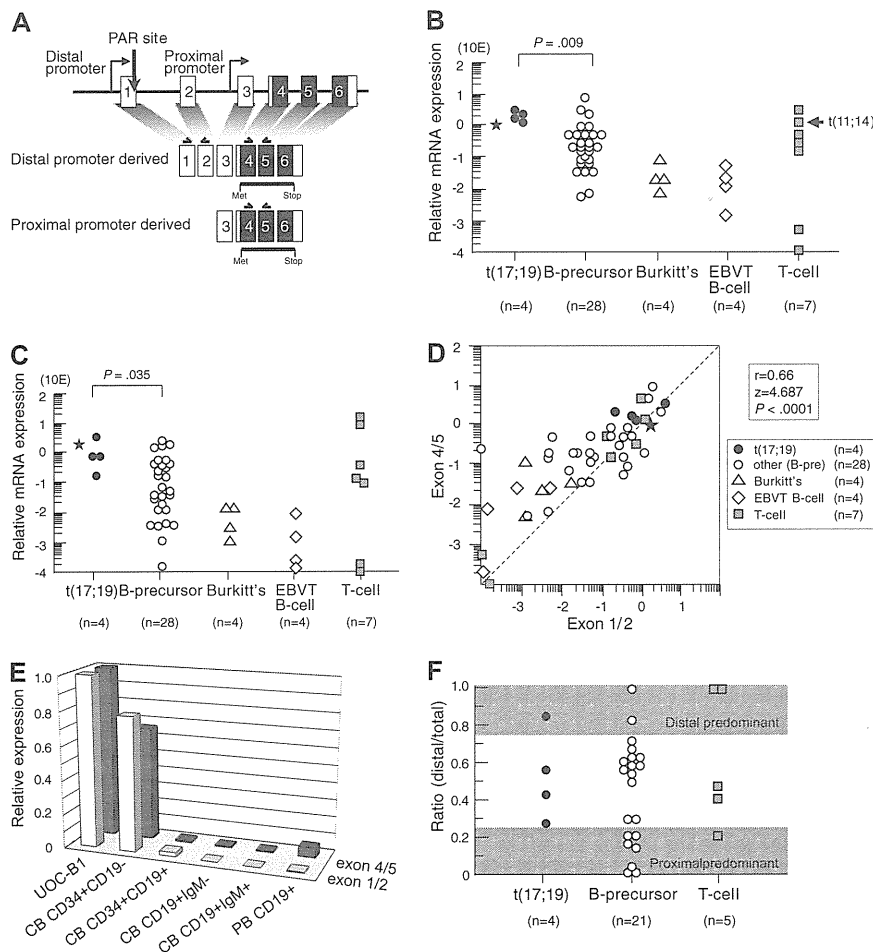 A
PAR site
Distal promoter
Proximal promoter
1 2 3 4 5 6
Distal promoter derived
1 2 3 4 5 6
Met Stop
Proximal promoter derived
3 4 5 6
Met Stop
B
(10E)
P = .009
Relative mRNA expression
2
1
0
-1
-2
-3
-4
t(11;14)
t(17;19) B-precursor Burkitt's EBVT B-cell T-cell
(n=4) (n=28) (n=4) (n=4) (n=7)
C
(10E)
P = .035
Relative mRNA expression
2
1
0
-1
-2
-3
-4
t(17;19) B-precursor Burkitt's EBVT B-cell T-cell
(n=4) (n=28) (n=4) (n=4) (n=7)
D
Exon 4/5
2
1
0
-1
-2
-3
-3 -2 -1 0 1
Exon 1/2
r=0.66
z=4.687
P < .0001
t(17;19) (n=4)
other (B-pre) (n=28)
Burkitt's (n=4)
EBVT B-cell (n=4)
T-cell (n=7)
E
Relative expression
1.0
0.8
0.6
0.4
0.2
0
UOC-B1
CB CD34+CD19-
CB CD34+CD19+
CB CD19+IgM-
CB CD19+IgM+
PB CD19+
exon 4/5
exon 1/2
F
Ratio (distal/total)
1.0
0.8
0.6
0.4
0.2
0
Distal predominant
Proximalpredominant
t(17;19) B-precursor T-cell
(n=4) (n=21) (n=5)